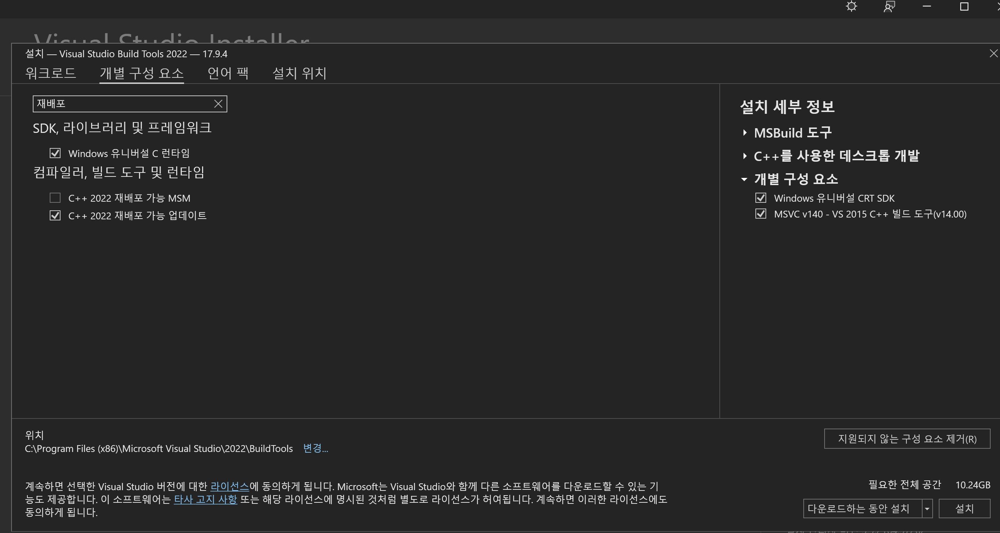 Visual Studio Installer
설치 — Visual Studio Build Tools 2022 — 17.9.4
워크로드 개별 구성 요소 언어 팩 설치 위치
재배포
SDK, 라이브러리 및 프레임워크
Windows 유니버설 C 런타임
컴파일러, 빌드 도구 및 런타임
C++ 2022 재배포 가능 MSM
C++ 2022 재배포 가능 업데이트
설치 세부 정보
MSBuild 도구
C++를 사용한 데스크톱 개발
개별 구성 요소
Windows 유니버설 CRT SDK
MSVC v140 - VS 2015 C++ 빌드 도구(v14.00)
위치
C:\Program Files (x86)\Microsoft Visual Studio\2022\BuildTools 변경...
지원되지 않는 구성 요소 제거(R)
계속하면 선택한 Visual Studio 버전에 대한 라이선스에 동의하게 됩니다. Microsoft는 Visual Studio와 함께 다른 소프트웨어를 다운로드할 수 있는 기
능도 제공합니다. 이 소프트웨어는 타사 고지 사항 또는 해당 라이선스에 명시된 것처럼 별도로 라이선스가 허여됩니다. 계속하면 이러한 라이선스에도
동의하게 됩니다.
필요한 전체 공간 10.24GB
다운로드하는 동안 설치 설치